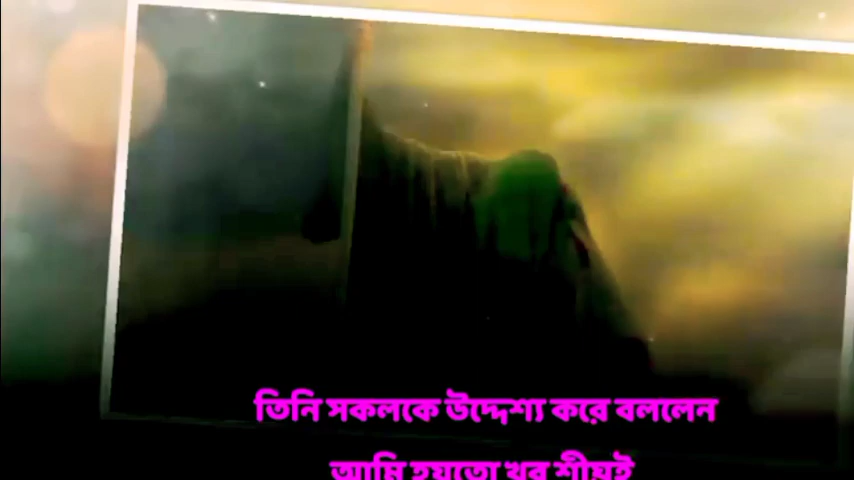 তিনি সকলকে উদ্দেশ্য করে বললেন
আমি হয়তো খুব শীঘ্রই